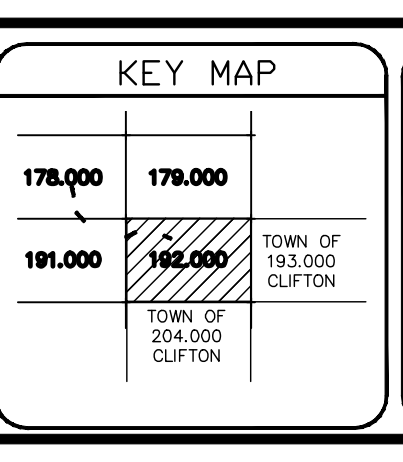 KEY MAP
178.000 179.000
191.000 192.000
TOWN OF
193.000
CLIFTON
TOWN OF
204.000
CLIFTON